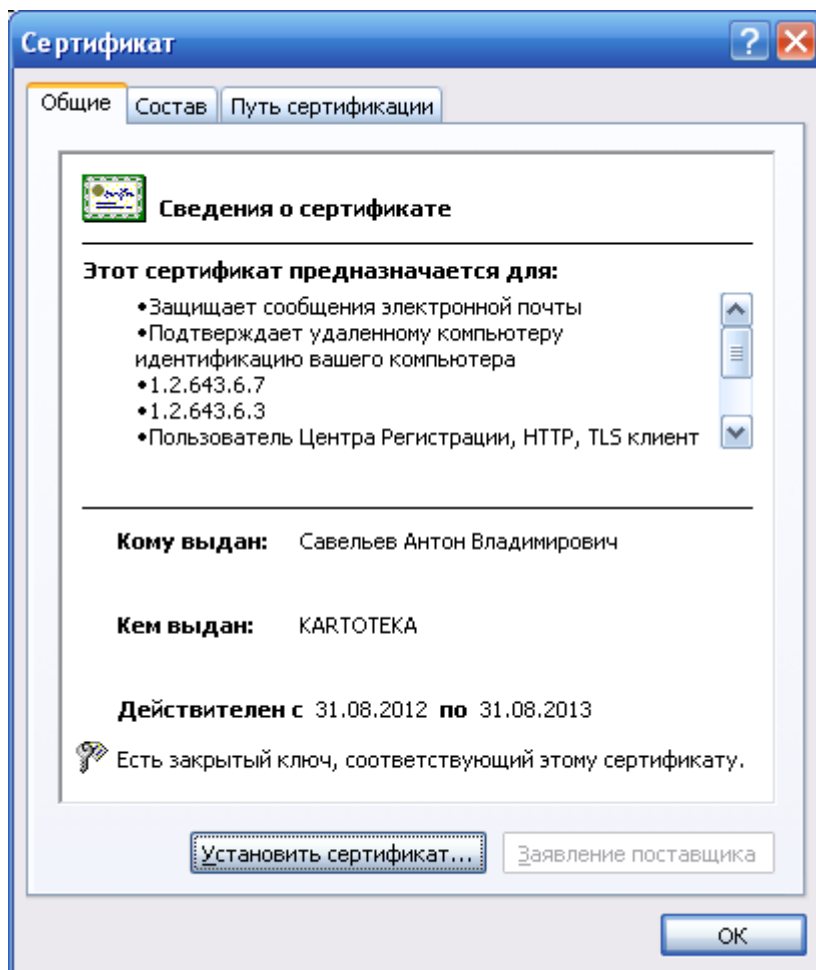 Сертификат
Общие Состав Путь сертификации
Сведения о сертификате
Этот сертификат предназначается для:
•Защищает сообщения электронной почты
•Подтверждает удаленному компьютеру
идентификацию вашего компьютера
•1.2.643.6.7
•1.2.643.6.3
•Пользователь Центра Регистрации, HTTP, TLS клиент
Кому выдан: Савельев Антон Владимирович
Кем выдан: KARTOTEKA
Действителен с 31.08.2012 по 31.08.2013
Есть закрытый ключ, соответствующий этому сертификату.
Установить сертификат... Заявление поставщика
ОК